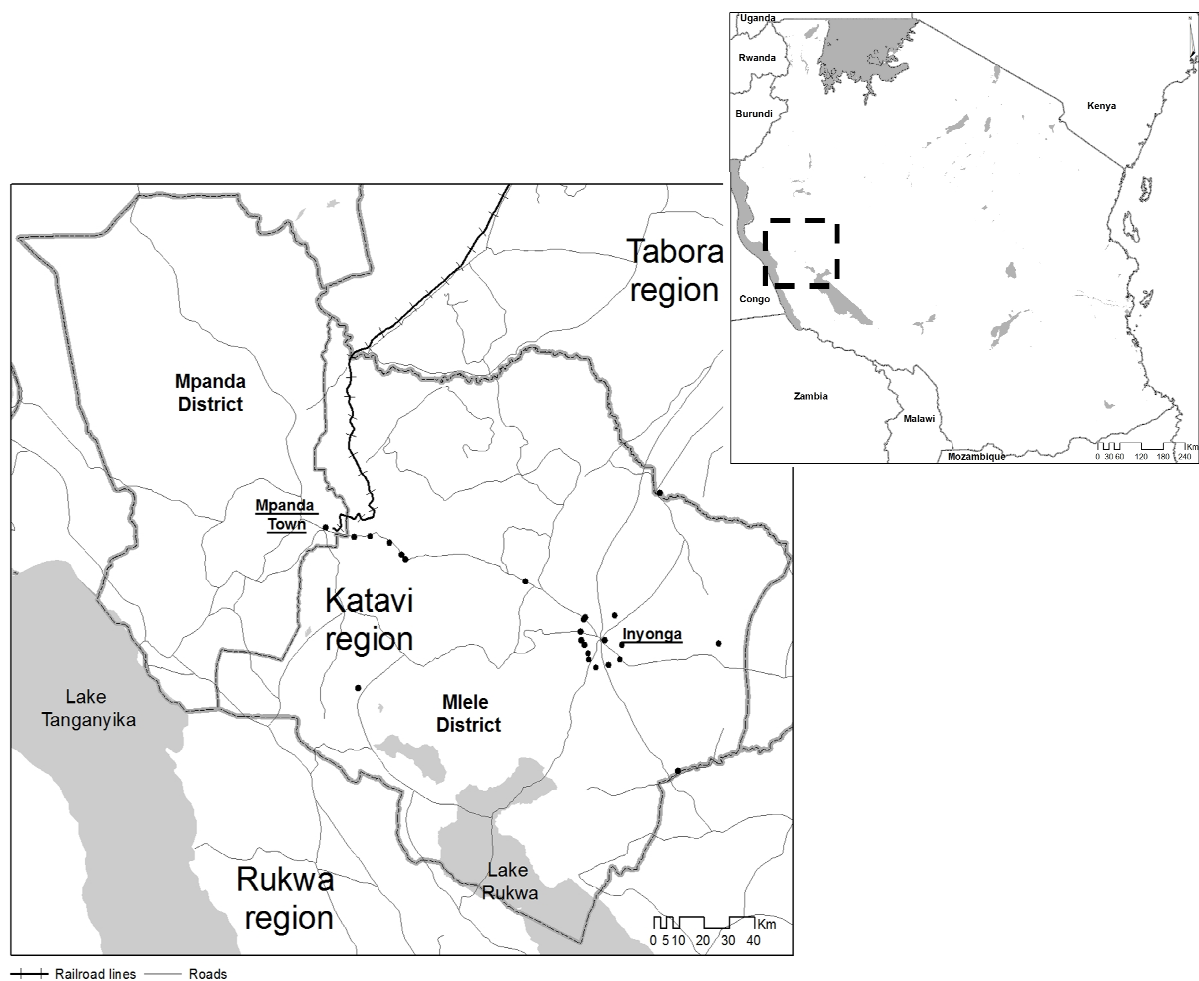 Uganda
Rwanda
Burundi
Kenya
Congo
Zambia
Malawi
Mozambique
0 30 60 120 180 240
Km
Tabora
region
Mpanda
District
Mpanda
Town
Katavi
region
Inyonga
Mlele
District
Lake
Tanganyika
Lake
Rukwa
Rukwa
region
Km
0 5 10 20 30 40
Railroad lines
Roads